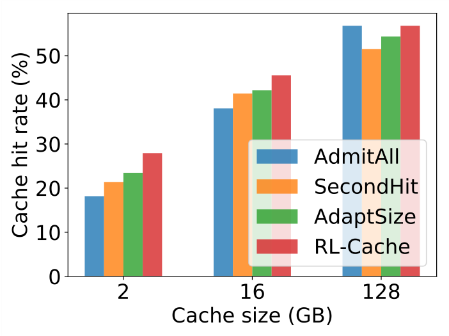 Cache hit rate (%)
50
40
30
20
10
0
AdmitAll
SecondHit
AdaptSize
RL-Cache
2 16 128
Cache size (GB)